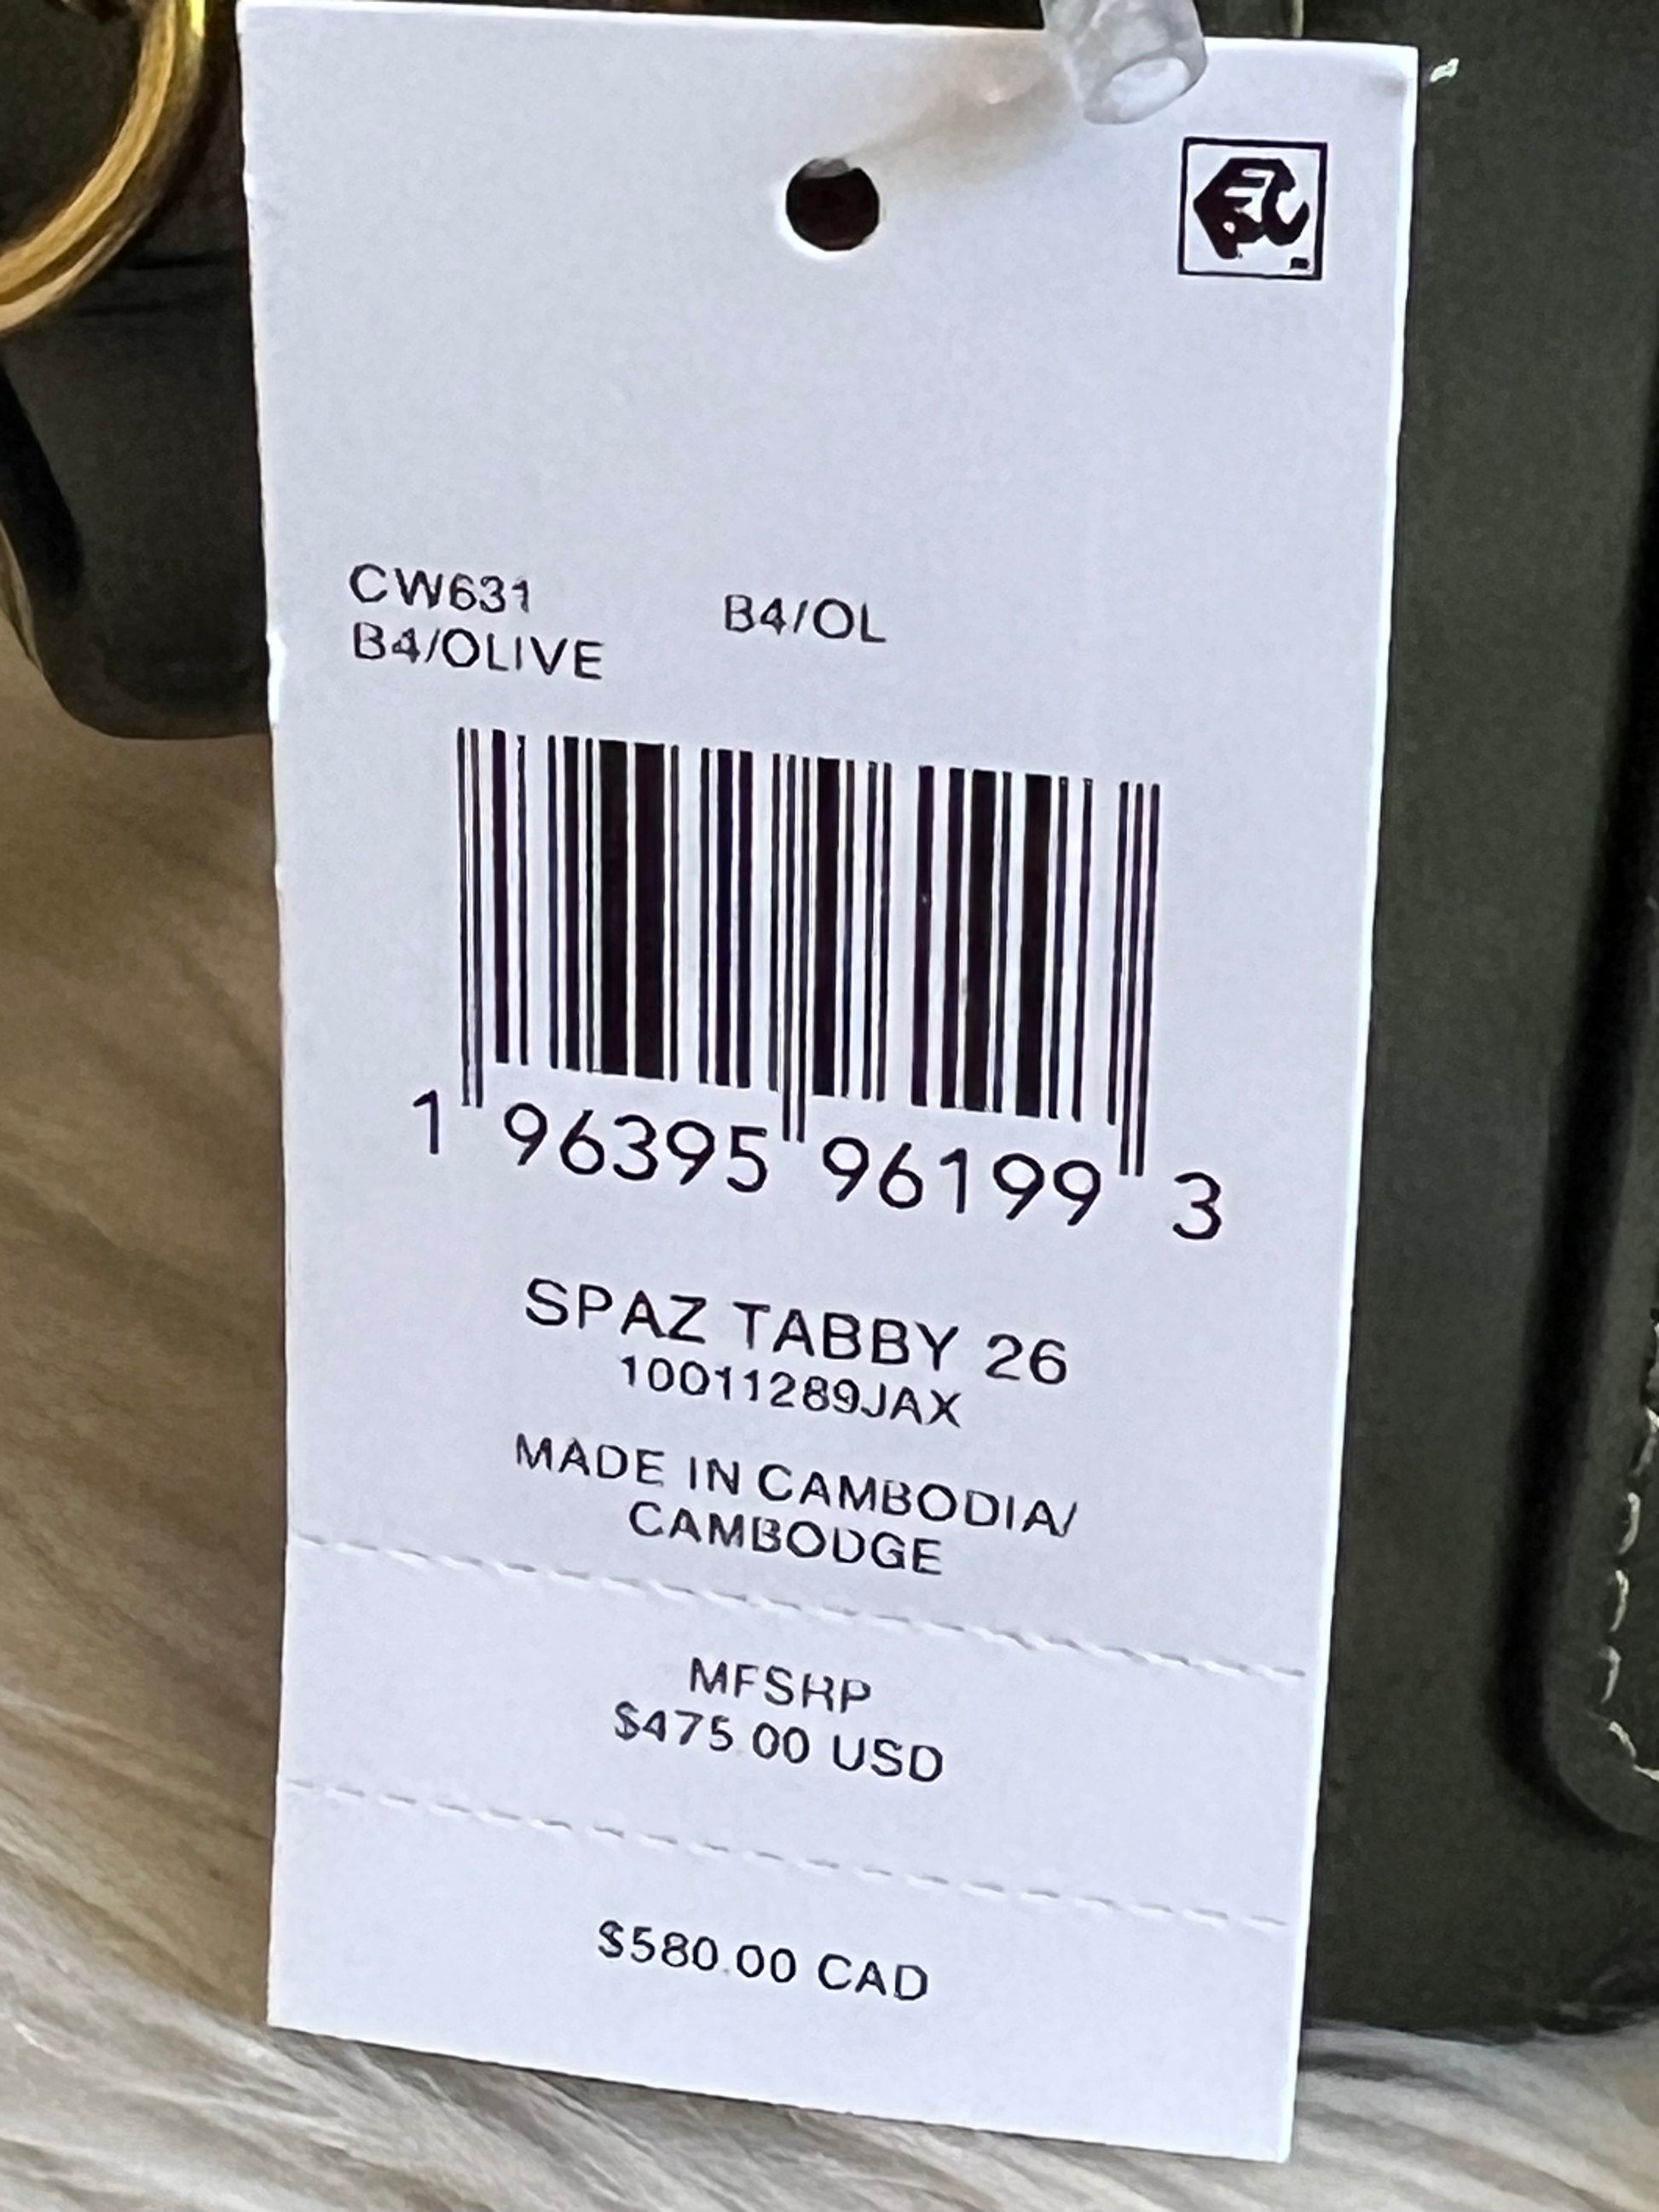 CW631 B4/OL
B4/OLIVE
1 96395 96199 3
SPAZ TABBY 26
10011289JAX
MADE IN CAMBODIA/
CAMBODGE
MFSRP
$475.00 USD
$580.00 CAD